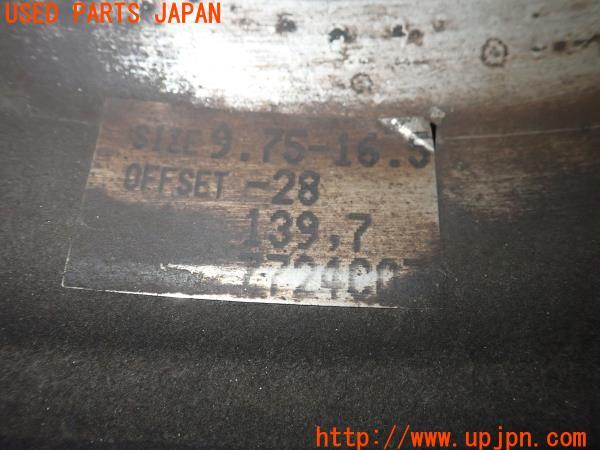 USED PARTS JAPAN
SIZE 9.75-16.5
OFFSET -28
139,7
http://www.upjpn.com